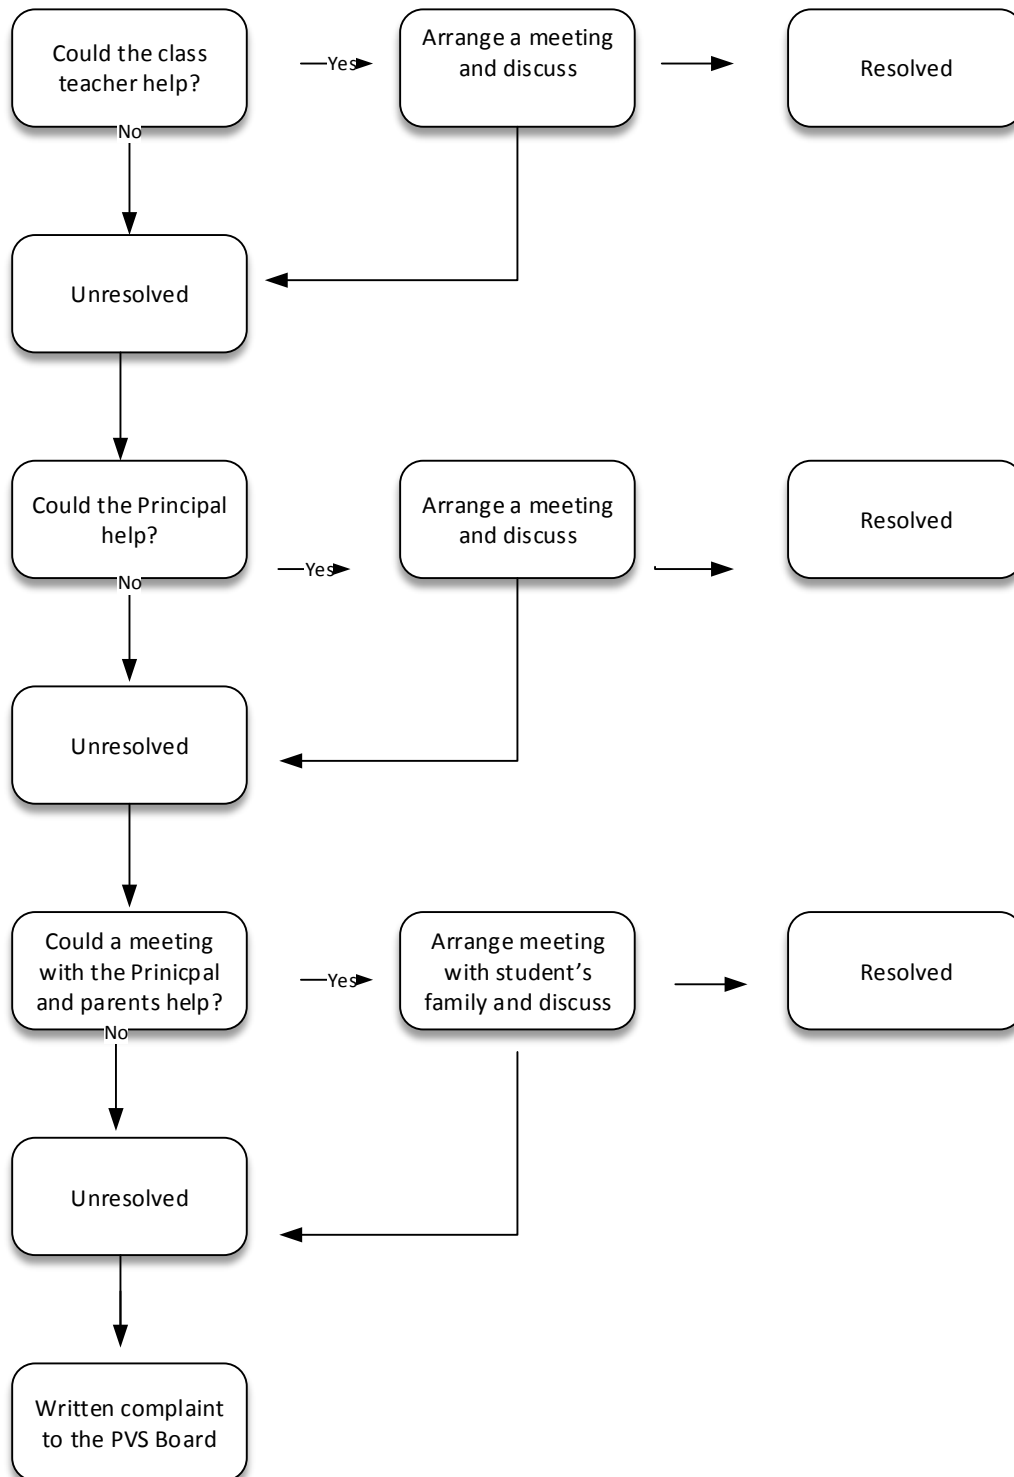 Could the class
teacher help?
Yes
Arrange a meeting
and discuss
Resolved
No
Unresolved
Could the Principal
help?
Yes
Arrange a meeting
and discuss
Resolved
No
Unresolved
Could a meeting
with the Prinicpal
and parents help?
Yes
Arrange meeting
with student’s
family and discuss
Resolved
No
Unresolved
Written complaint
to the PVS Board